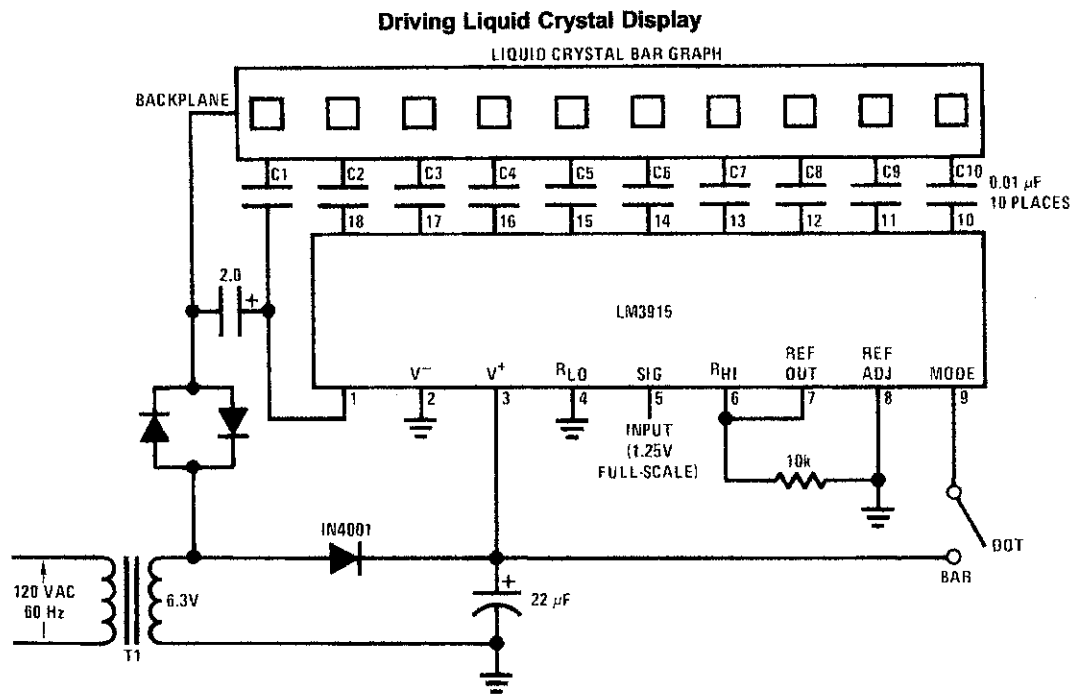 Driving Liquid Crystal Display
LIQUID CRYSTAL BAR GRAPH
BACKPLANE
C1 C2 C3 C4 C5 C6 C7 C8 C9 C10
0.01 µF
10 PLACES
18 17 16 15 14 13 12 11 10
2.0
+
LM3915
V⁻ V⁺ RLO SIG RHI REF OUT REF ADJ MODE
1 2 3 4 5 6 7 8 9
INPUT
(1.25V
FULL-SCALE)
10k
IN4001
DOT
BAR
120 VAC
60 Hz
6.3V
+
22 µF
T1